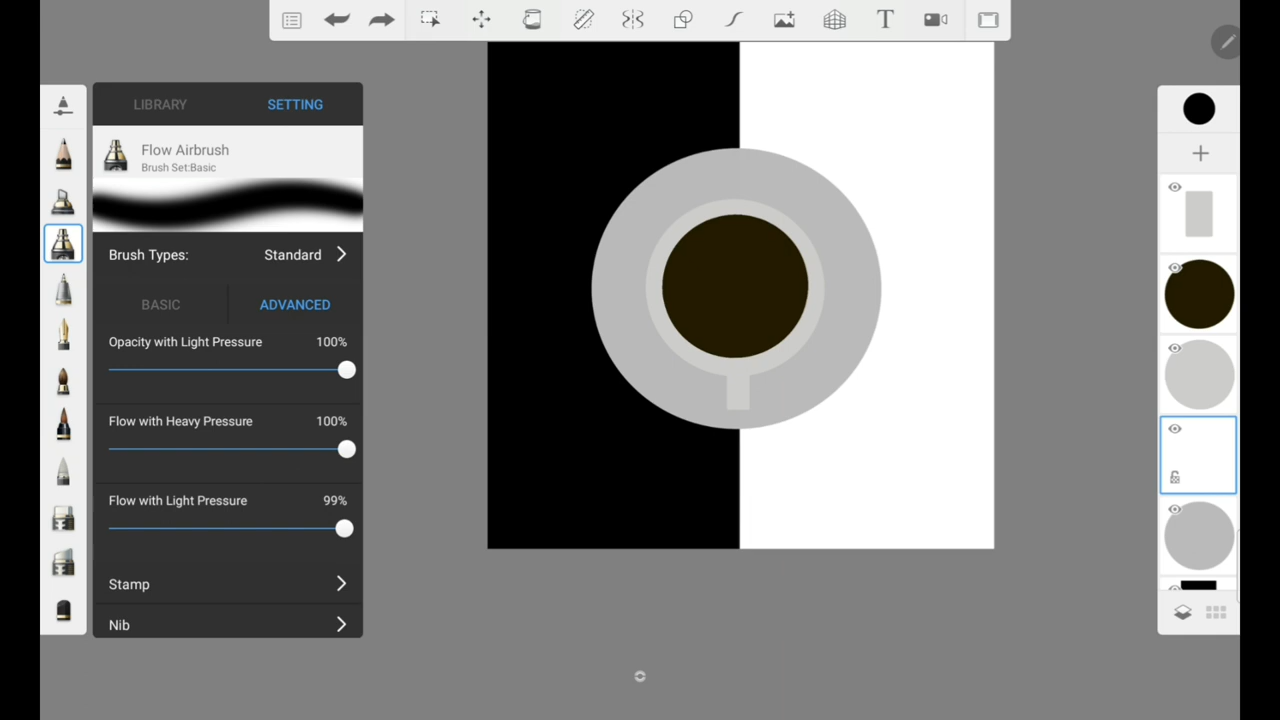 LIBRARY SETTING
Flow Airbrush
Brush Set:Basic
Brush Types: Standard
BASIC ADVANCED
Opacity with Light Pressure 100%
Flow with Heavy Pressure 100%
Flow with Light Pressure 99%
Stamp
Nib
T